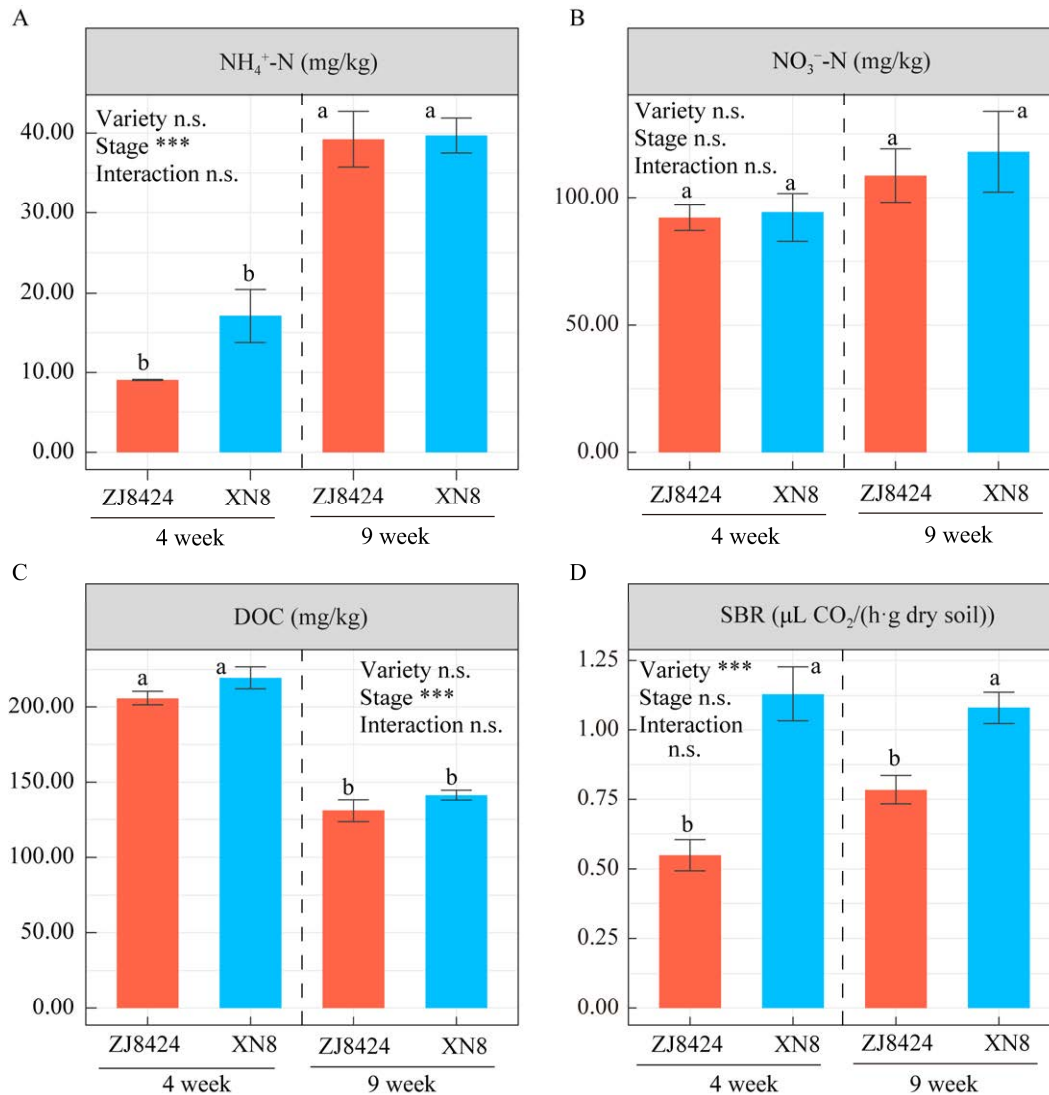 A
NH₄⁺-N (mg/kg)
Variety n.s.
Stage ***
Interaction n.s.
a
a
b
b
40.00
30.00
20.00
10.00
0.00
ZJ8424
XN8
ZJ8424
XN8
4 week
9 week
B
NO₃⁻-N (mg/kg)
Variety n.s.
Stage n.s.
Interaction n.s.
a
a
a
a
100.00
50.00
0.00
ZJ8424
XN8
ZJ8424
XN8
4 week
9 week
C
DOC (mg/kg)
a
a
Variety n.s.
Stage ***
Interaction n.s.
b
b
200.00
150.00
100.00
50.00
0.00
ZJ8424
XN8
ZJ8424
XN8
4 week
9 week
D
SBR (μL CO₂/(h·g dry soil))
Variety ***
Stage n.s.
Interaction
n.s.
a
a
b
b
1.25
1.00
0.75
0.50
0.25
0.00
ZJ8424
XN8
ZJ8424
XN8
4 week
9 week